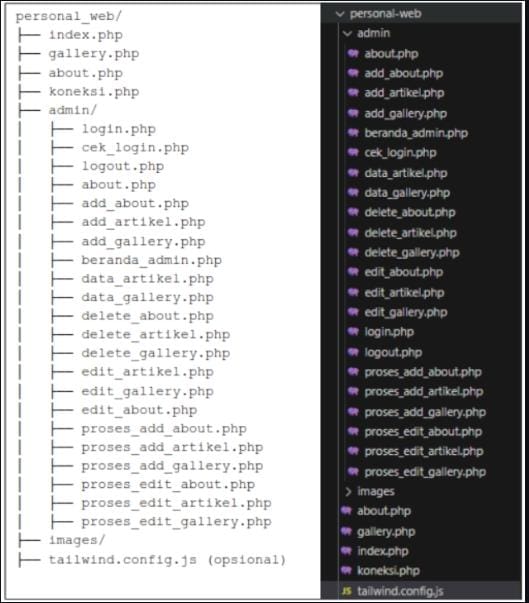 personal_web/
├── index.php
├── gallery.php
├── about.php
├── koneksi.php
├── admin/
│   ├── login.php
│   ├── cek_login.php
│   ├── logout.php
│   ├── about.php
│   ├── add_about.php
│   ├── add_artikel.php
│   ├── add_gallery.php
│   ├── beranda_admin.php
│   ├── data_artikel.php
│   ├── data_gallery.php
│   ├── delete_about.php
│   ├── delete_artikel.php
│   ├── delete_gallery.php
│   ├── edit_artikel.php
│   ├── edit_gallery.php
│   ├── edit_about.php
│   ├── proses_add_about.php
│   ├── proses_add_artikel.php
│   ├── proses_add_gallery.php
│   ├── proses_edit_about.php
│   ├── proses_edit_artikel.php
│   ├── proses_edit_gallery.php
├── images/
├── tailwind.config.js (opsional)
personal-web
admin
about.php
add_about.php
add_artikel.php
add_gallery.php
beranda_admin.php
cek_login.php
data_artikel.php
data_gallery.php
delete_about.php
delete_artikel.php
delete_gallery.php
edit_about.php
edit_artikel.php
edit_gallery.php
login.php
logout.php
proses_add_about.php
proses_add_artikel.php
proses_add_gallery.php
proses_edit_about.php
proses_edit_artikel.php
proses_edit_gallery.php
images
about.php
gallery.php
index.php
koneksi.php
JS tailwind.config.js